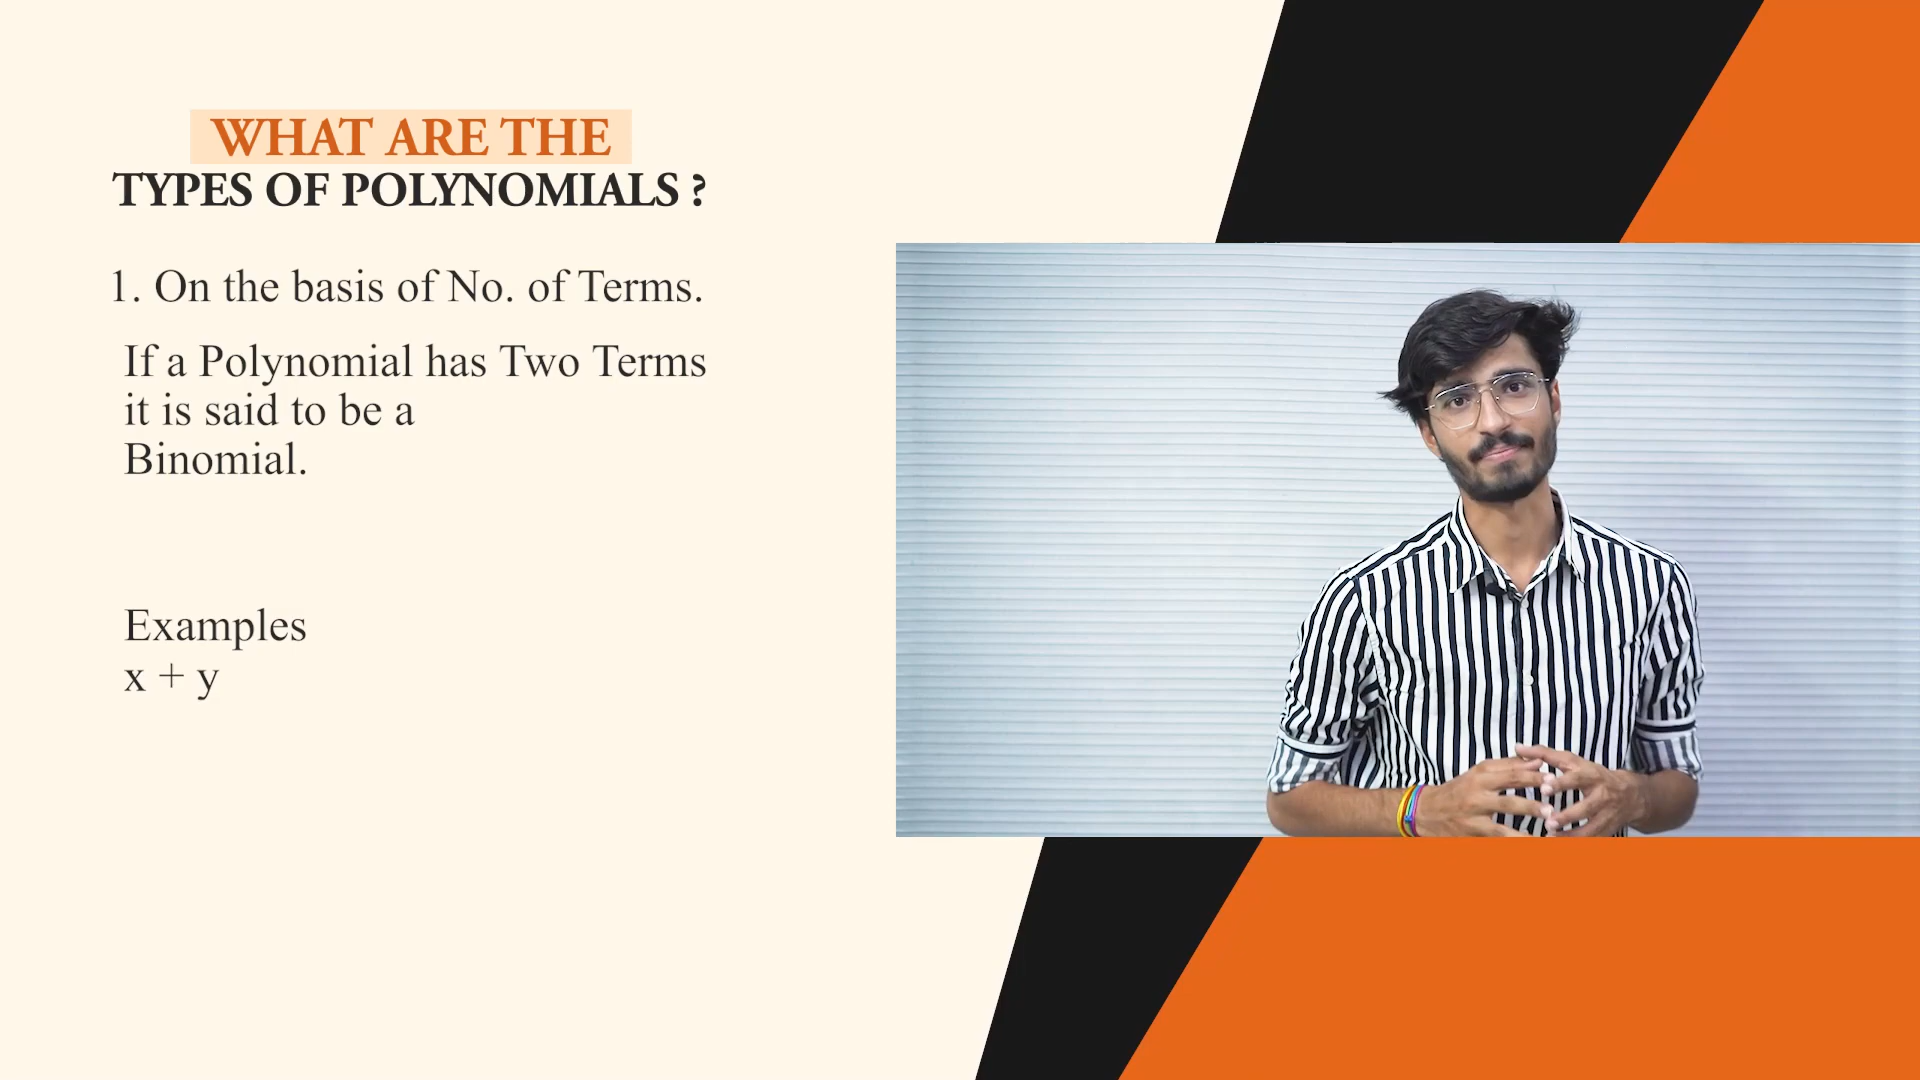 WHAT ARE THE
TYPES OF POLYNOMIALS ?
1. On the basis of No. of Terms.
If a Polynomial has Two Terms
it is said to be a
Binomial.
Examples
x + y